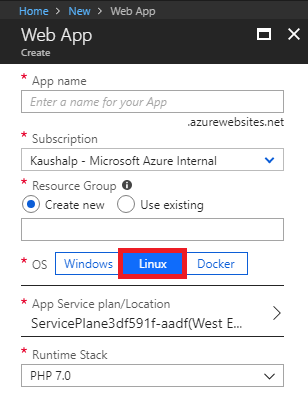 Home > New > Web App
Web App
Create
* App name
Enter a name for your App
.azurewebsites.net
* Subscription
Kaushalp - Microsoft Azure Internal
* Resource Group
Create new Use existing
* OS Windows Linux Docker
* App Service plan/Location
ServicePlane3df591f-aadf(West E...
* Runtime Stack
PHP 7.0